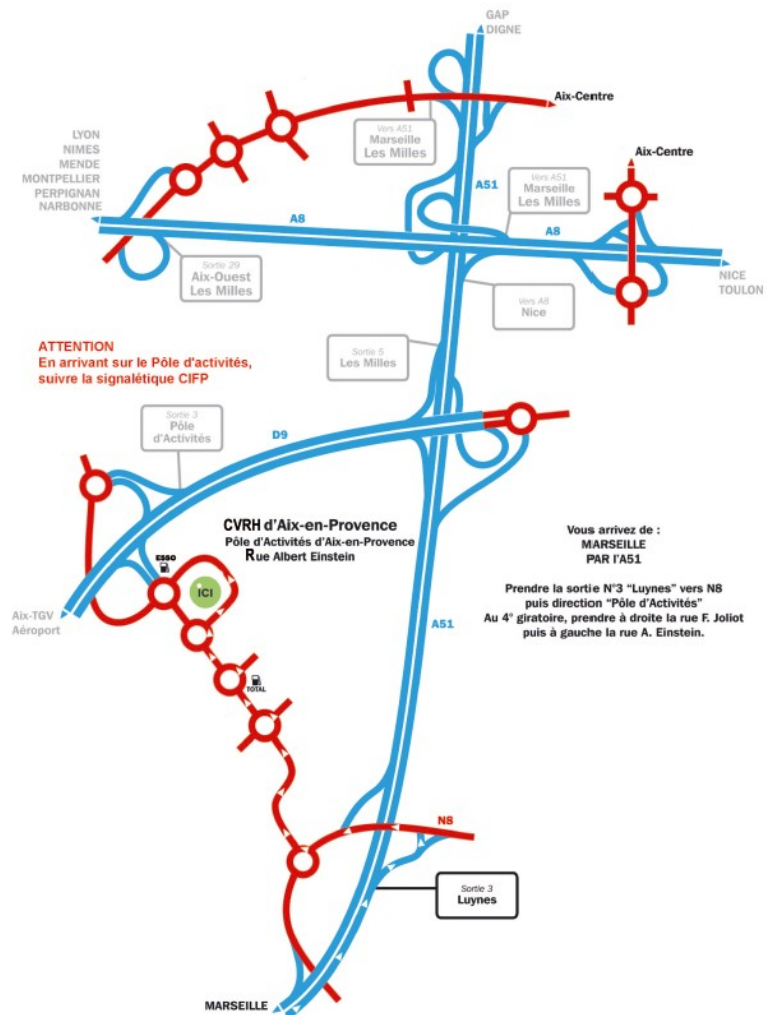 GAP
DIGNE
Aix-Centre
Vers A51
Marseille
Les Milles
LYON
NIMES
MENDE
MONTPELLIER
PERPIGNAN
NARBONNE
Aix-Centre
Vers A51
Marseille
Les Milles
A51
A8
A8
Sortie 29
Aix-Ouest
Les Milles
NICE
TOULON
Vers A8
Nice
ATTENTION
En arrivant sur le Pôle d'activités,
suivre la signalétique CIFP
Sortie 5
Les Milles
Sortie 3
Pôle
d'Activités
D9
CVRH d'Aix-en-Provence
Pôle d'Activités d'Aix-en-Provence
Rue Albert Einstein
ESSO
ICI
Vous arrivez de :
MARSEILLE
PAR l'A51
Prendre la sortie N°3 "Luynes" vers N8
puis direction "Pôle d'Activités"
Au 4° giratoire, prendre à droite la rue F. Joliot
puis à gauche la rue A. Einstein.
Aix-TGV
Aéroport
A51
TOTAL
N8
Sortie 3
Luynes
MARSEILLE